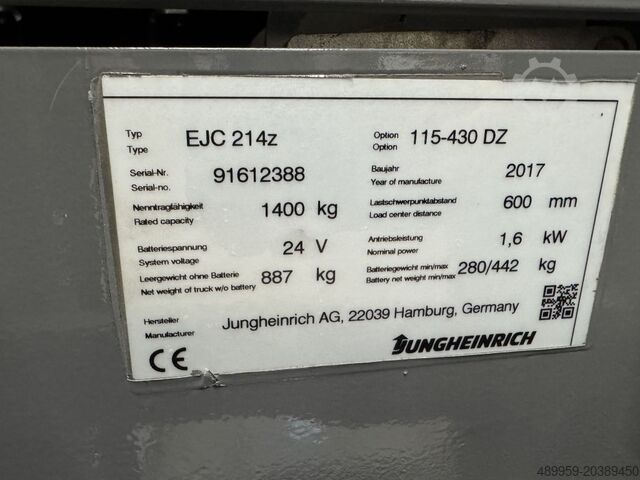 Typ EJC 214z Option 115-430 DZ
Type Option
Serial-Nr. 91612388 Baujahr 2017
Serial-no. Year of manufacture
Nenntragfähigkeit 1400 kg Lastschwerpunktabstand 600 mm
Rated capacity Load center distance
Batteriespannung 24 V Antriebsleistung 1,6 kW
System voltage Nominal power
Leergewicht ohne Batterie 887 kg Batteriegewicht min/max 280/442 kg
Net weight of truck w/o battery Battery net weight min/max
Hersteller Jungheinrich AG, 22039 Hamburg, Germany
Manufacturer
CE JUNGHEINRICH
489959-20389450